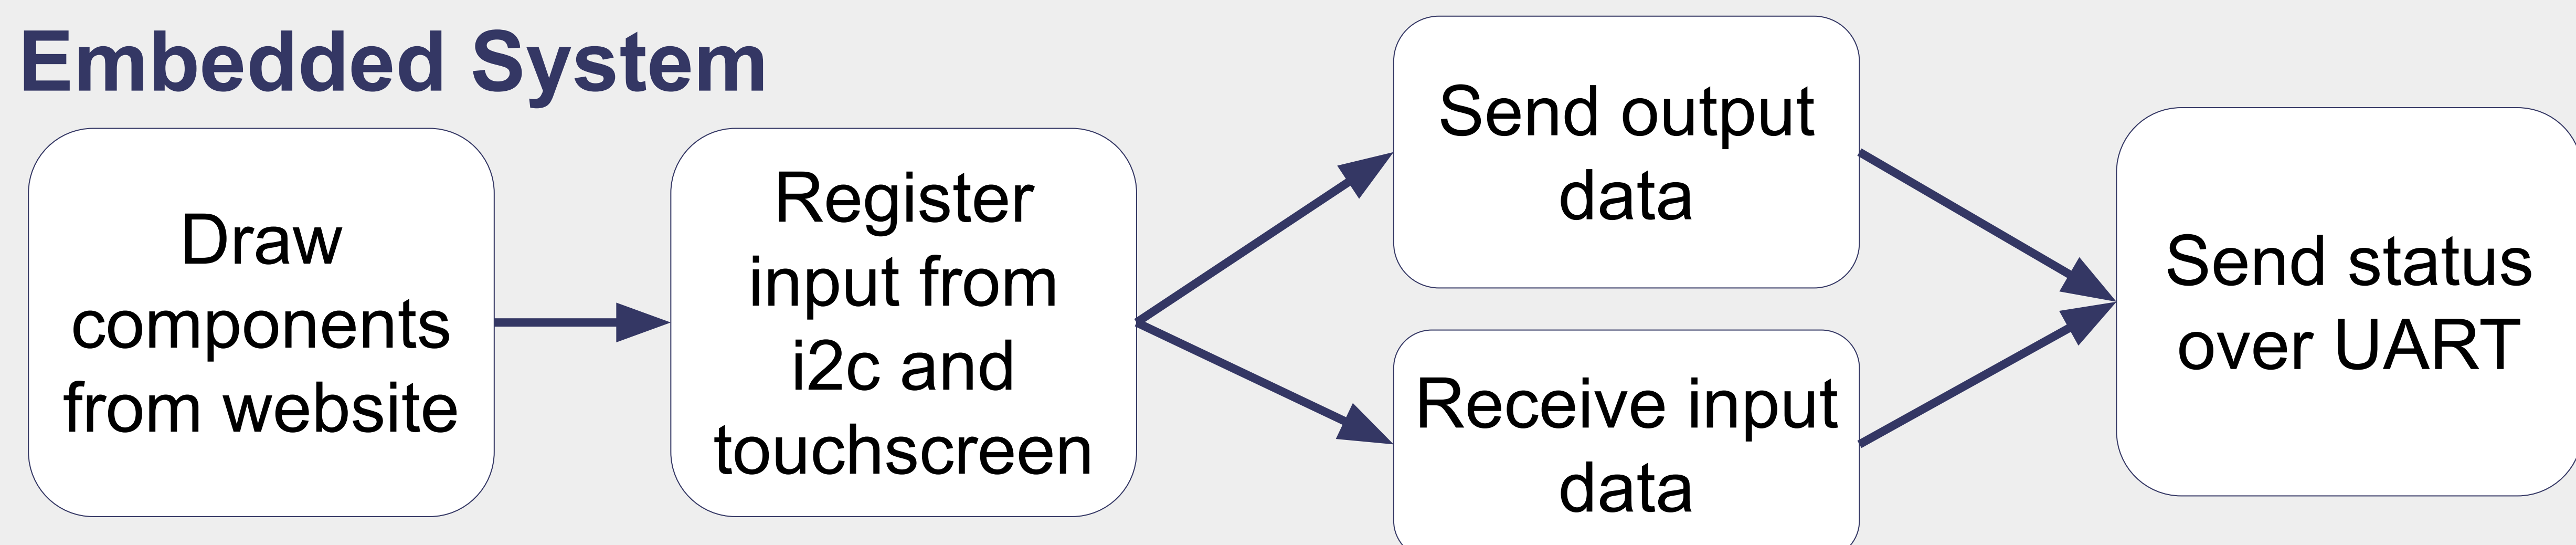 Embedded System
Draw
components
from website
Register
input from
i2c and
touchscreen
Send output
data
Receive input
data
Send status
over UART